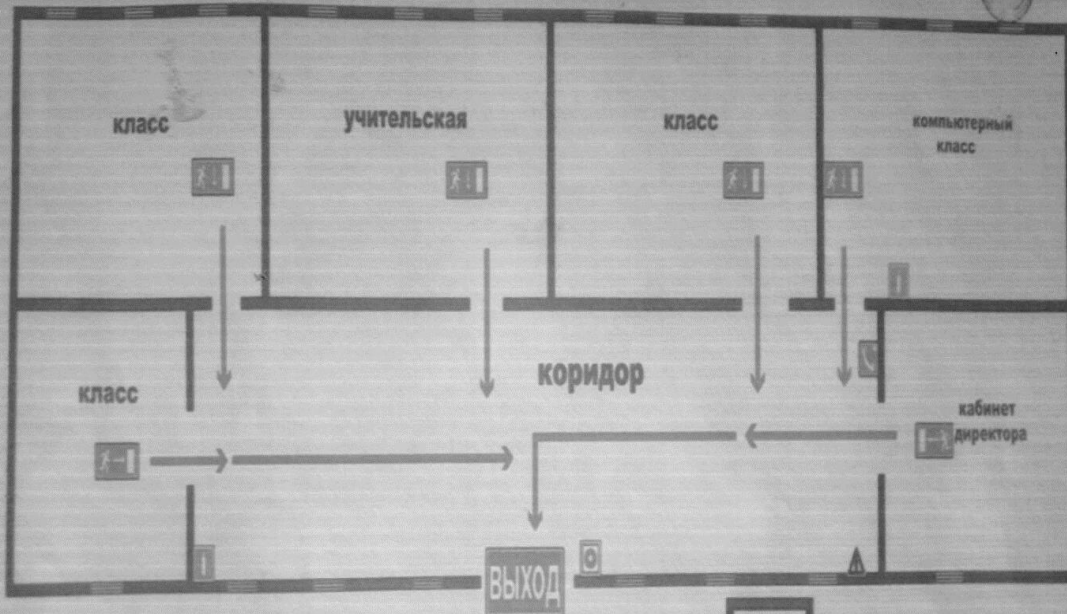 класс
учительская
класс
компьютерный
класс
коридор
класс
кабинет
директора
ВЫХОД